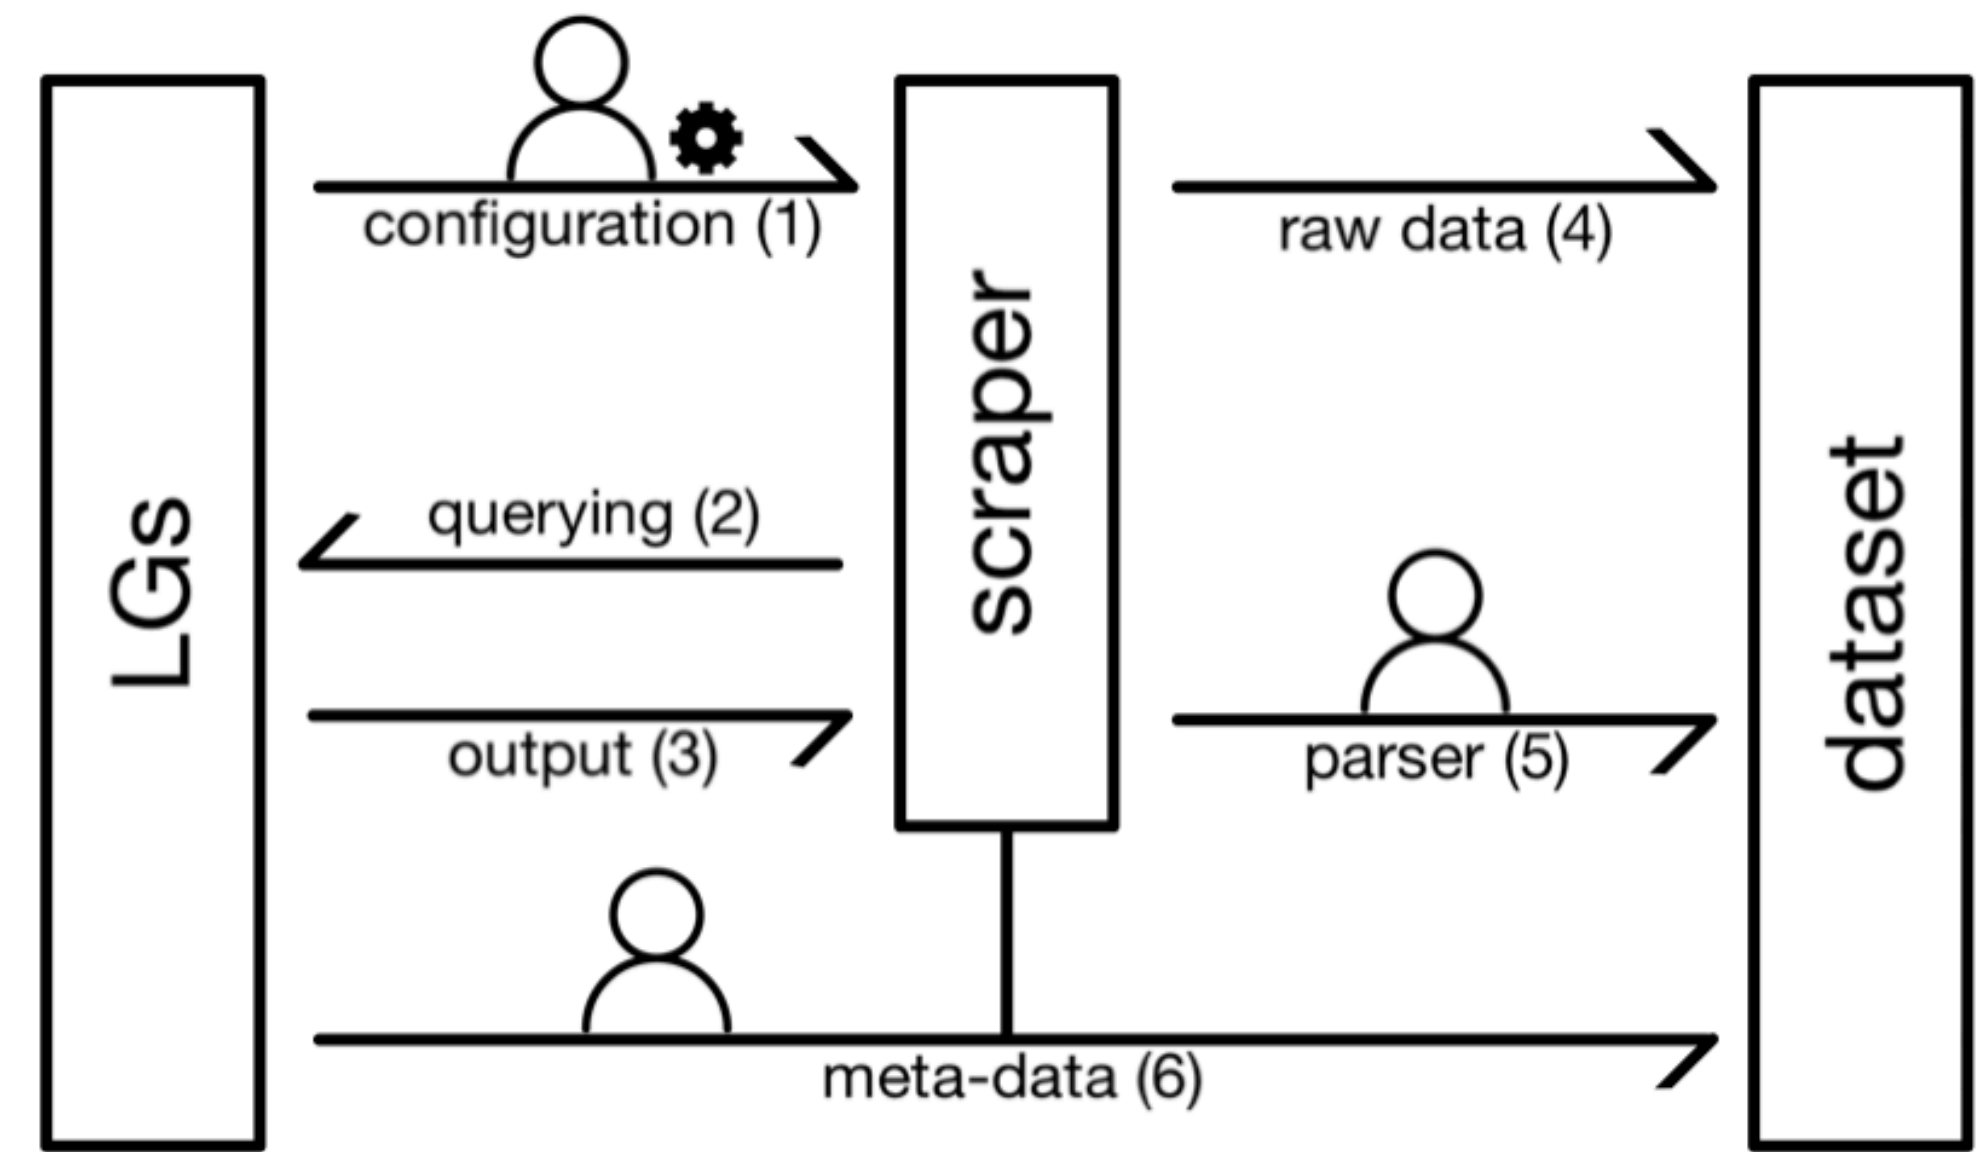 LGs
configuration (1)
querying (2)
output (3)
scraper
raw data (4)
parser (5)
meta-data (6)
dataset